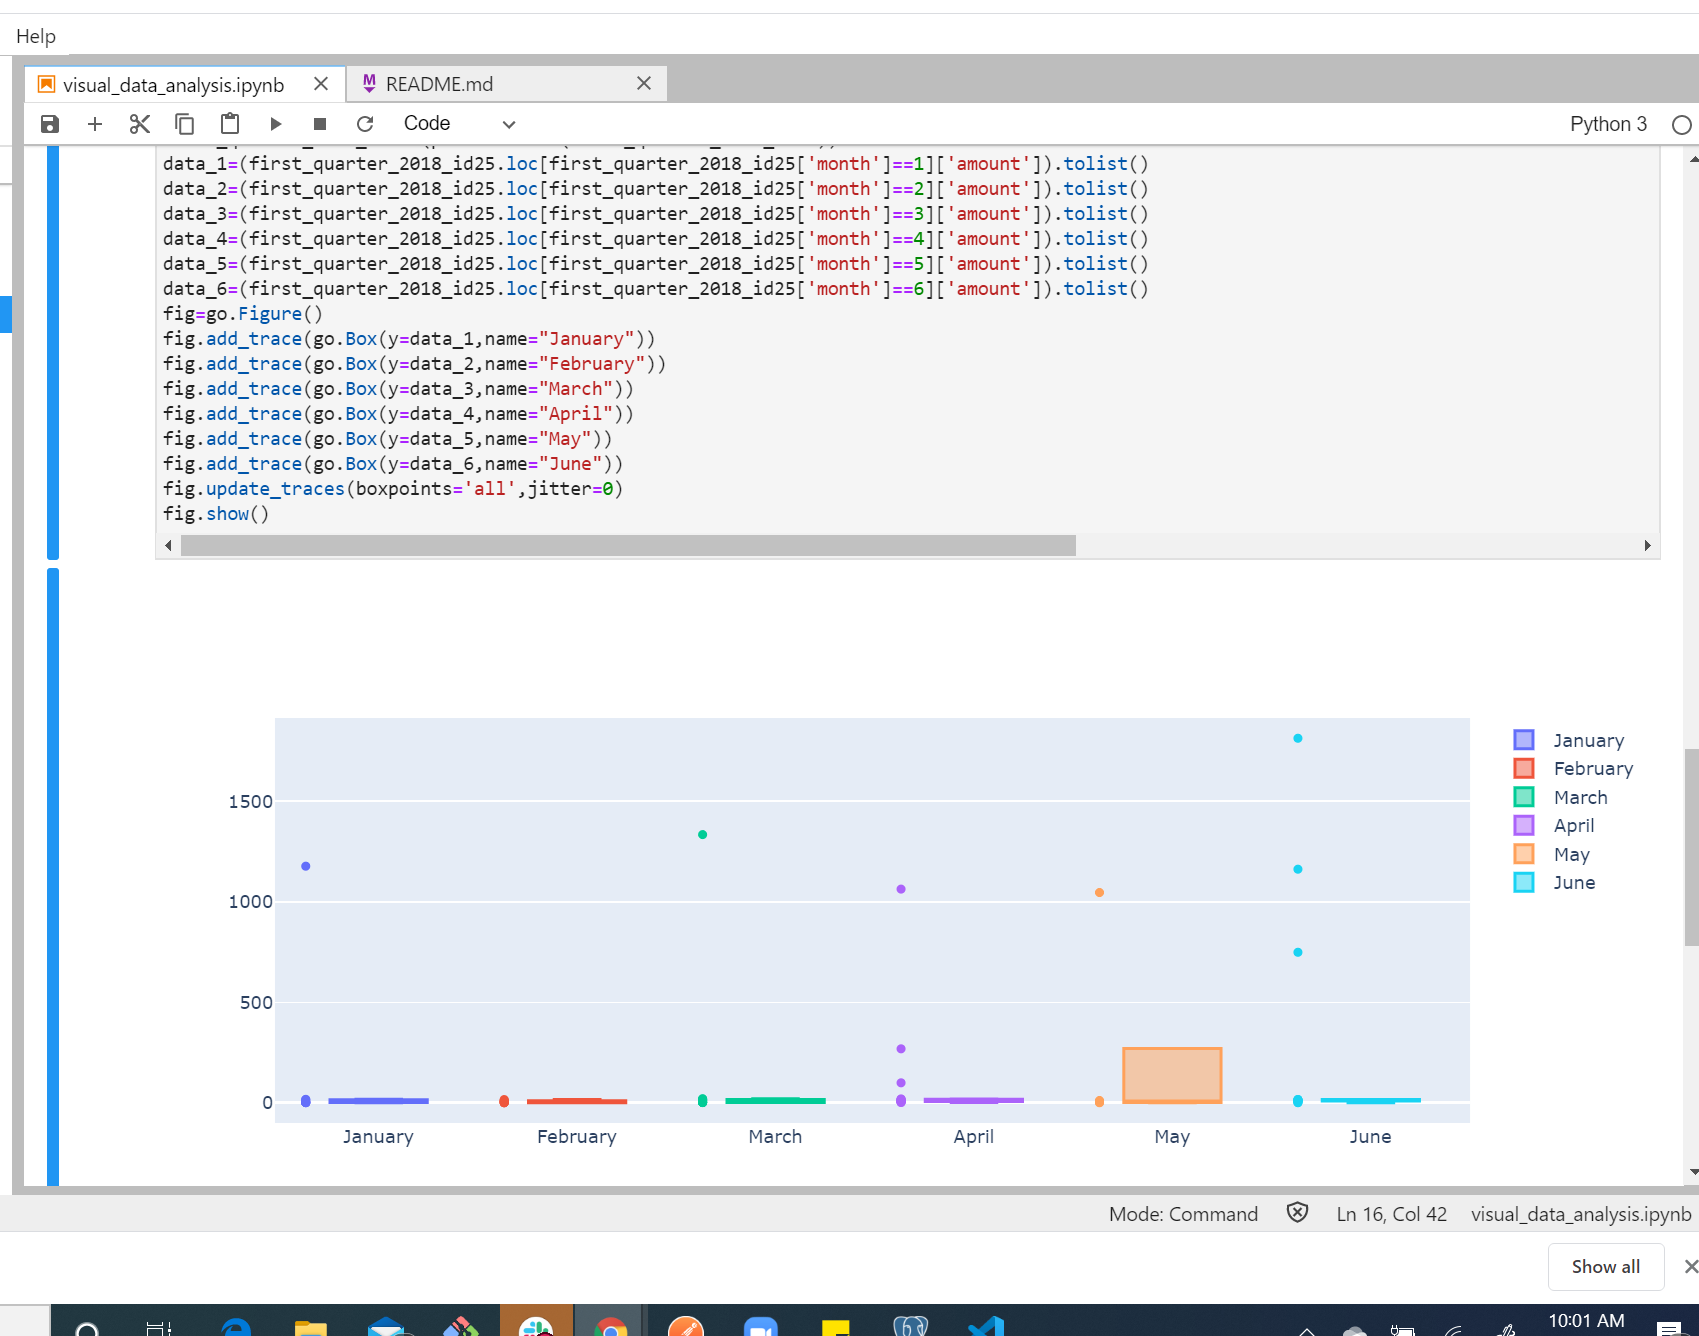 Help
visual_data_analysis.ipynb
README.md
Code
Python 3
data_1=(first_quarter_2018_id25.loc[first_quarter_2018_id25['month']==1]['amount']).tolist()
data_2=(first_quarter_2018_id25.loc[first_quarter_2018_id25['month']==2]['amount']).tolist()
data_3=(first_quarter_2018_id25.loc[first_quarter_2018_id25['month']==3]['amount']).tolist()
data_4=(first_quarter_2018_id25.loc[first_quarter_2018_id25['month']==4]['amount']).tolist()
data_5=(first_quarter_2018_id25.loc[first_quarter_2018_id25['month']==5]['amount']).tolist()
data_6=(first_quarter_2018_id25.loc[first_quarter_2018_id25['month']==6]['amount']).tolist()
fig=go.Figure()
fig.add_trace(go.Box(y=data_1,name="January"))
fig.add_trace(go.Box(y=data_2,name="February"))
fig.add_trace(go.Box(y=data_3,name="March"))
fig.add_trace(go.Box(y=data_4,name="April"))
fig.add_trace(go.Box(y=data_5,name="May"))
fig.add_trace(go.Box(y=data_6,name="June"))
fig.update_traces(boxpoints='all',jitter=0)
fig.show()
1500
1000
500
0
January
February
March
April
May
June
January
February
March
April
May
June
Mode: Command
Ln 16, Col 42
visual_data_analysis.ipynb
Show all
10:01 AM